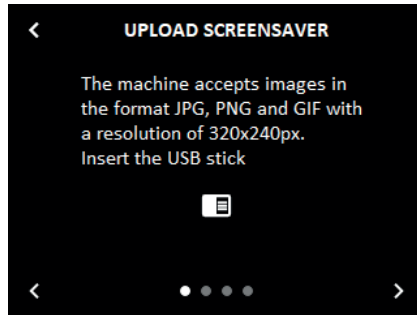 UPLOAD SCREENSAVER
The machine accepts images in
the format JPG, PNG and GIF with
a resolution of 320x240px.
Insert the USB stick